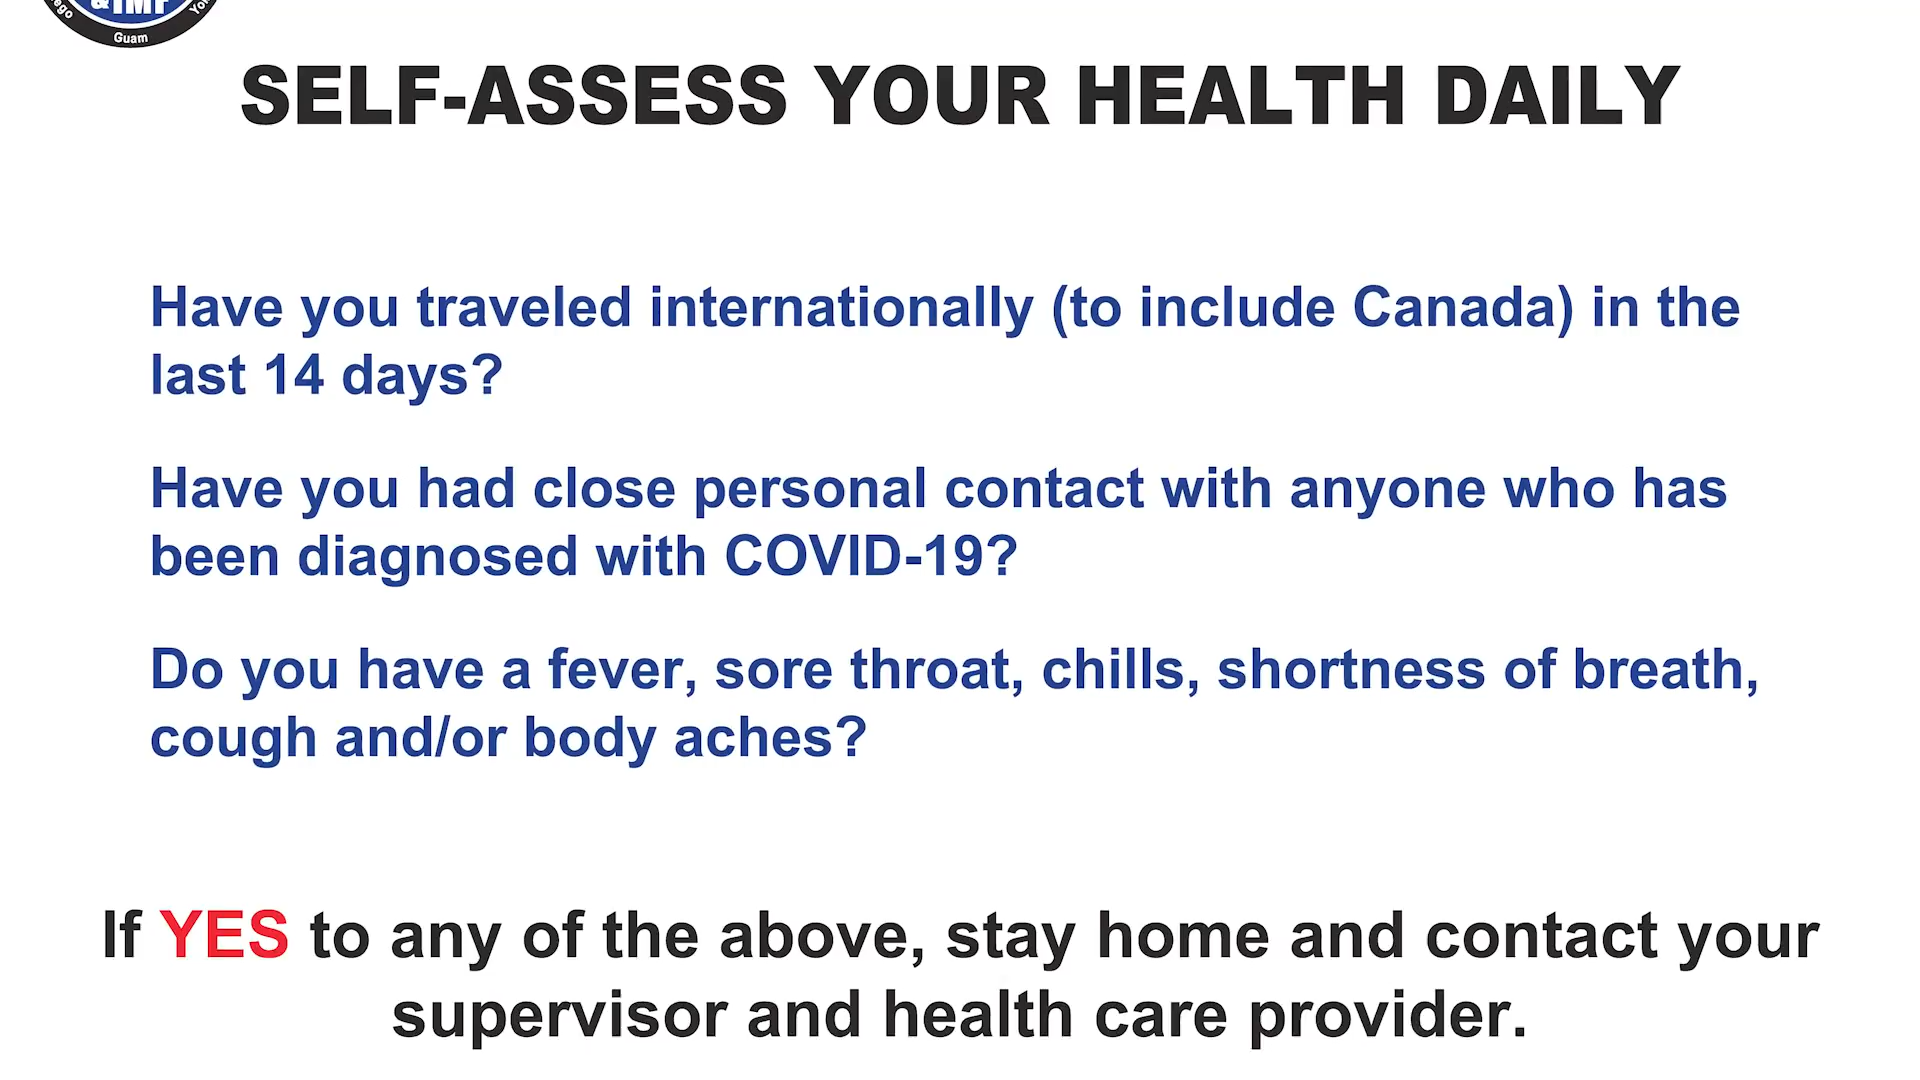 &IMF
Guam
SELF-ASSESS YOUR HEALTH DAILY
Have you traveled internationally (to include Canada) in the
last 14 days?
Have you had close personal contact with anyone who has
been diagnosed with COVID-19?
Do you have a fever, sore throat, chills, shortness of breath,
cough and/or body aches?
If YES to any of the above, stay home and contact your
supervisor and health care provider.